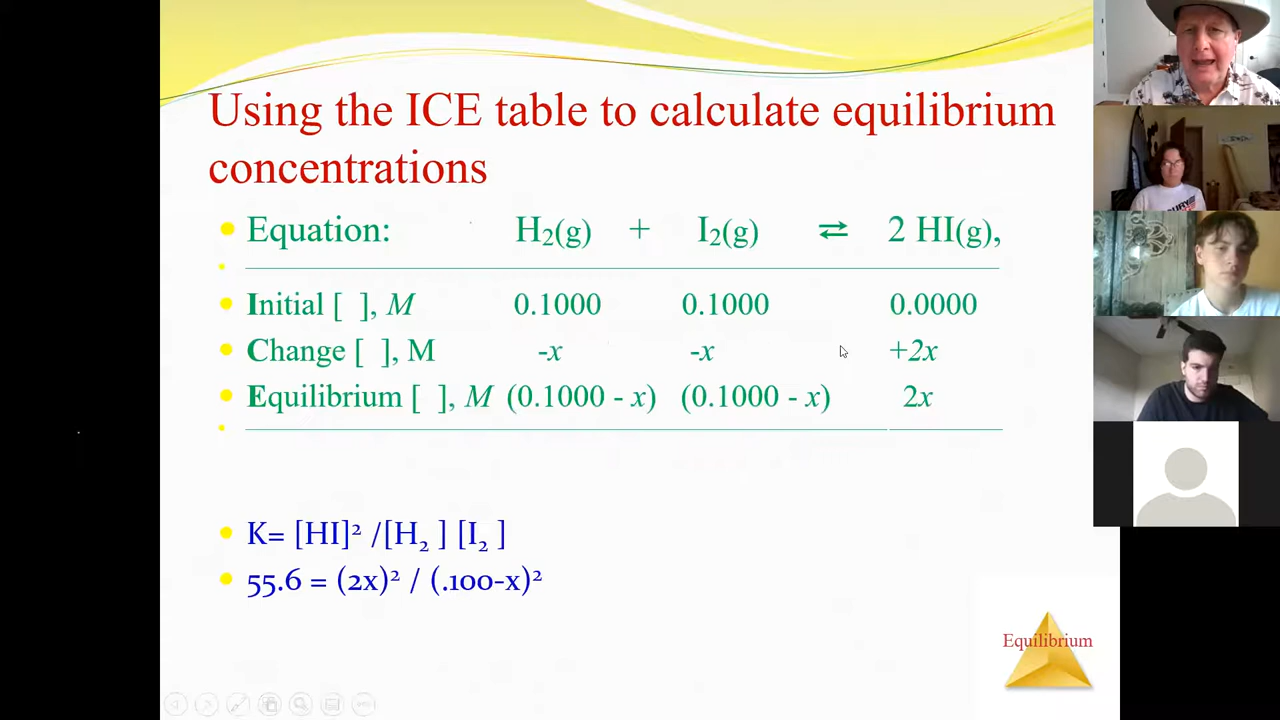 Using the ICE table to calculate equilibrium
concentrations
Equation: H₂(g) + I₂(g) ⇄ 2 HI(g),
Initial [ ], M 0.1000 0.1000 0.0000
Change [ ], M -x -x +2x
Equilibrium [ ], M (0.1000 - x) (0.1000 - x) 2x
K= [HI]² /[H₂ ] [I₂ ]
55.6 = (2x)² / (.100-x)²
Equilibrium